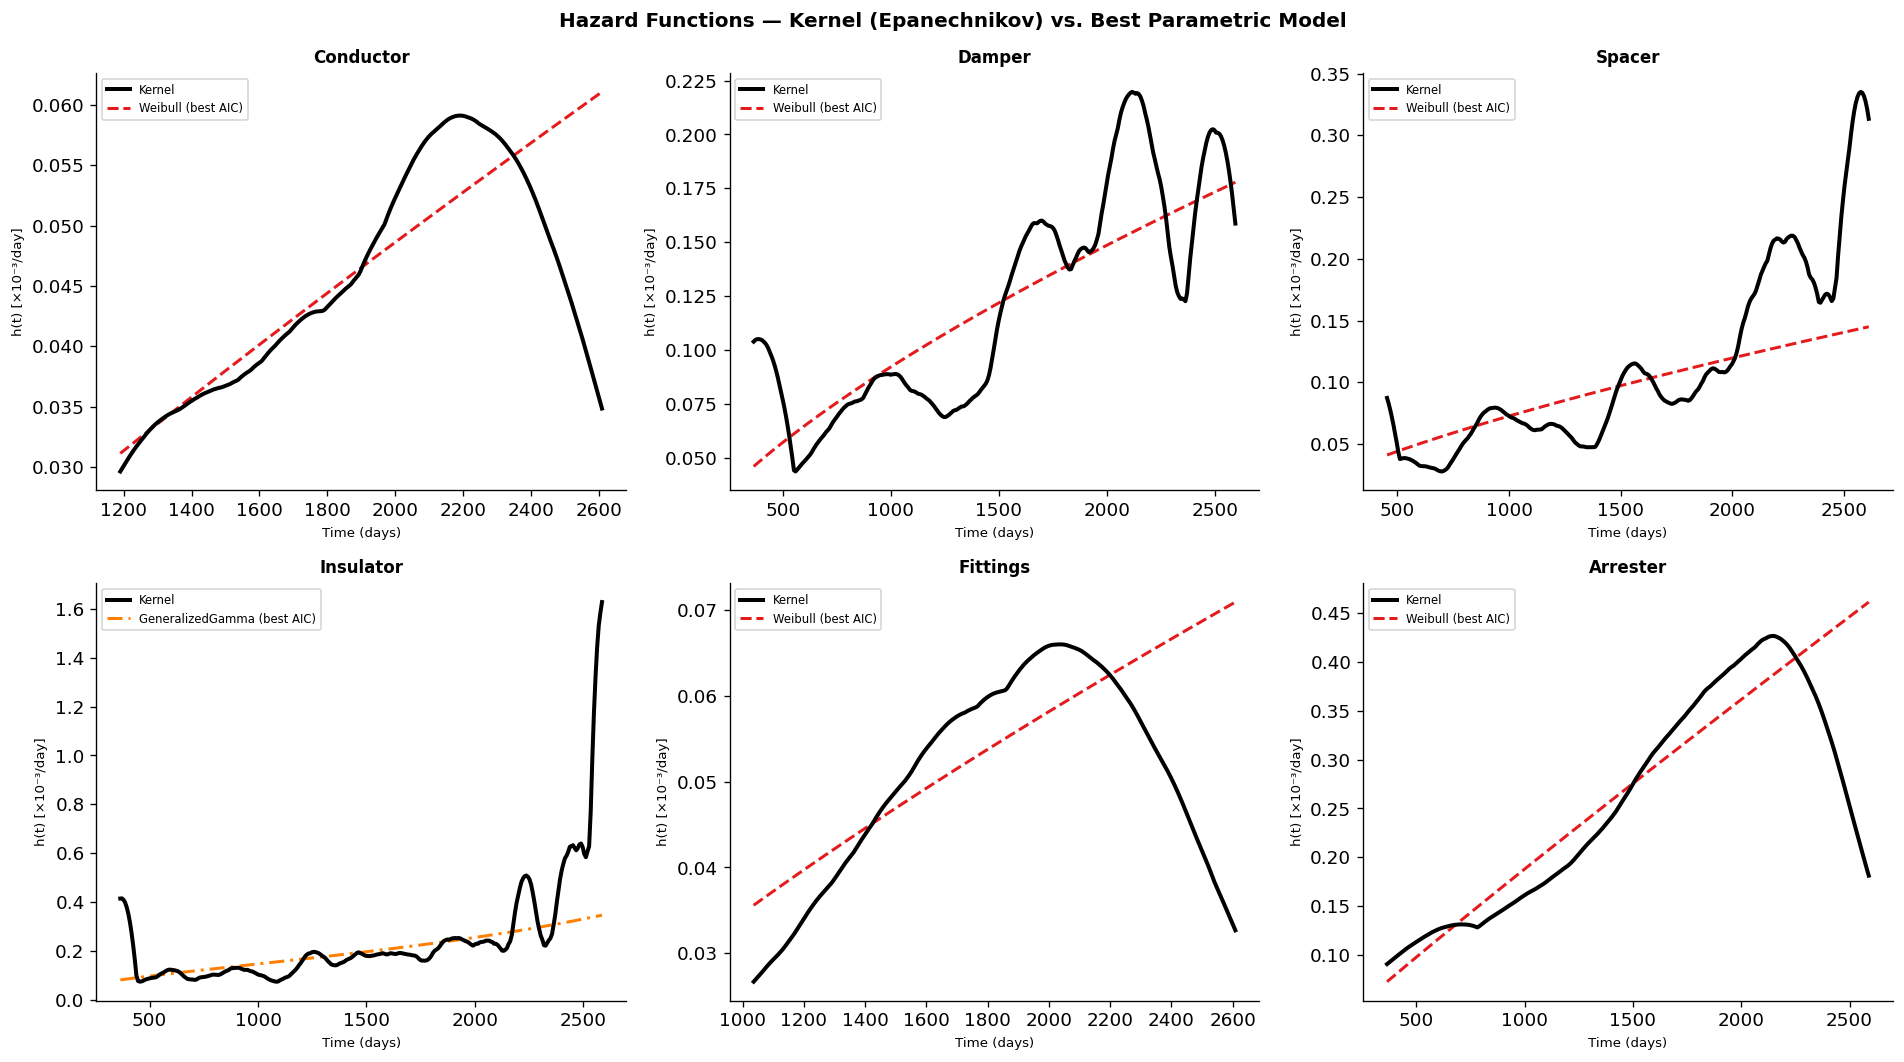 Hazard Functions — Kernel (Epanechnikov) vs. Best Parametric Model
Conductor
Kernel
Weibull (best AIC)
h(t) [×10⁻³/day]
0.060
0.055
0.050
0.045
0.040
0.035
0.030
1200 1400 1600 1800 2000 2200 2400 2600
Time (days)
Damper
Kernel
Weibull (best AIC)
h(t) [×10⁻³/day]
0.225
0.200
0.175
0.150
0.125
0.100
0.075
0.050
500 1000 1500 2000 2500
Time (days)
Spacer
Kernel
Weibull (best AIC)
h(t) [×10⁻³/day]
0.35
0.30
0.25
0.20
0.15
0.10
0.05
500 1000 1500 2000 2500
Time (days)
Insulator
Kernel
GeneralizedGamma (best AIC)
h(t) [×10⁻³/day]
1.6
1.4
1.2
1.0
0.8
0.6
0.4
0.2
0.0
500 1000 1500 2000 2500
Time (days)
Fittings
Kernel
Weibull (best AIC)
h(t) [×10⁻³/day]
0.07
0.06
0.05
0.04
0.03
1000 1200 1400 1600 1800 2000 2200 2400 2600
Time (days)
Arrester
Kernel
Weibull (best AIC)
h(t) [×10⁻³/day]
0.45
0.40
0.35
0.30
0.25
0.20
0.15
0.10
500 1000 1500 2000 2500
Time (days)